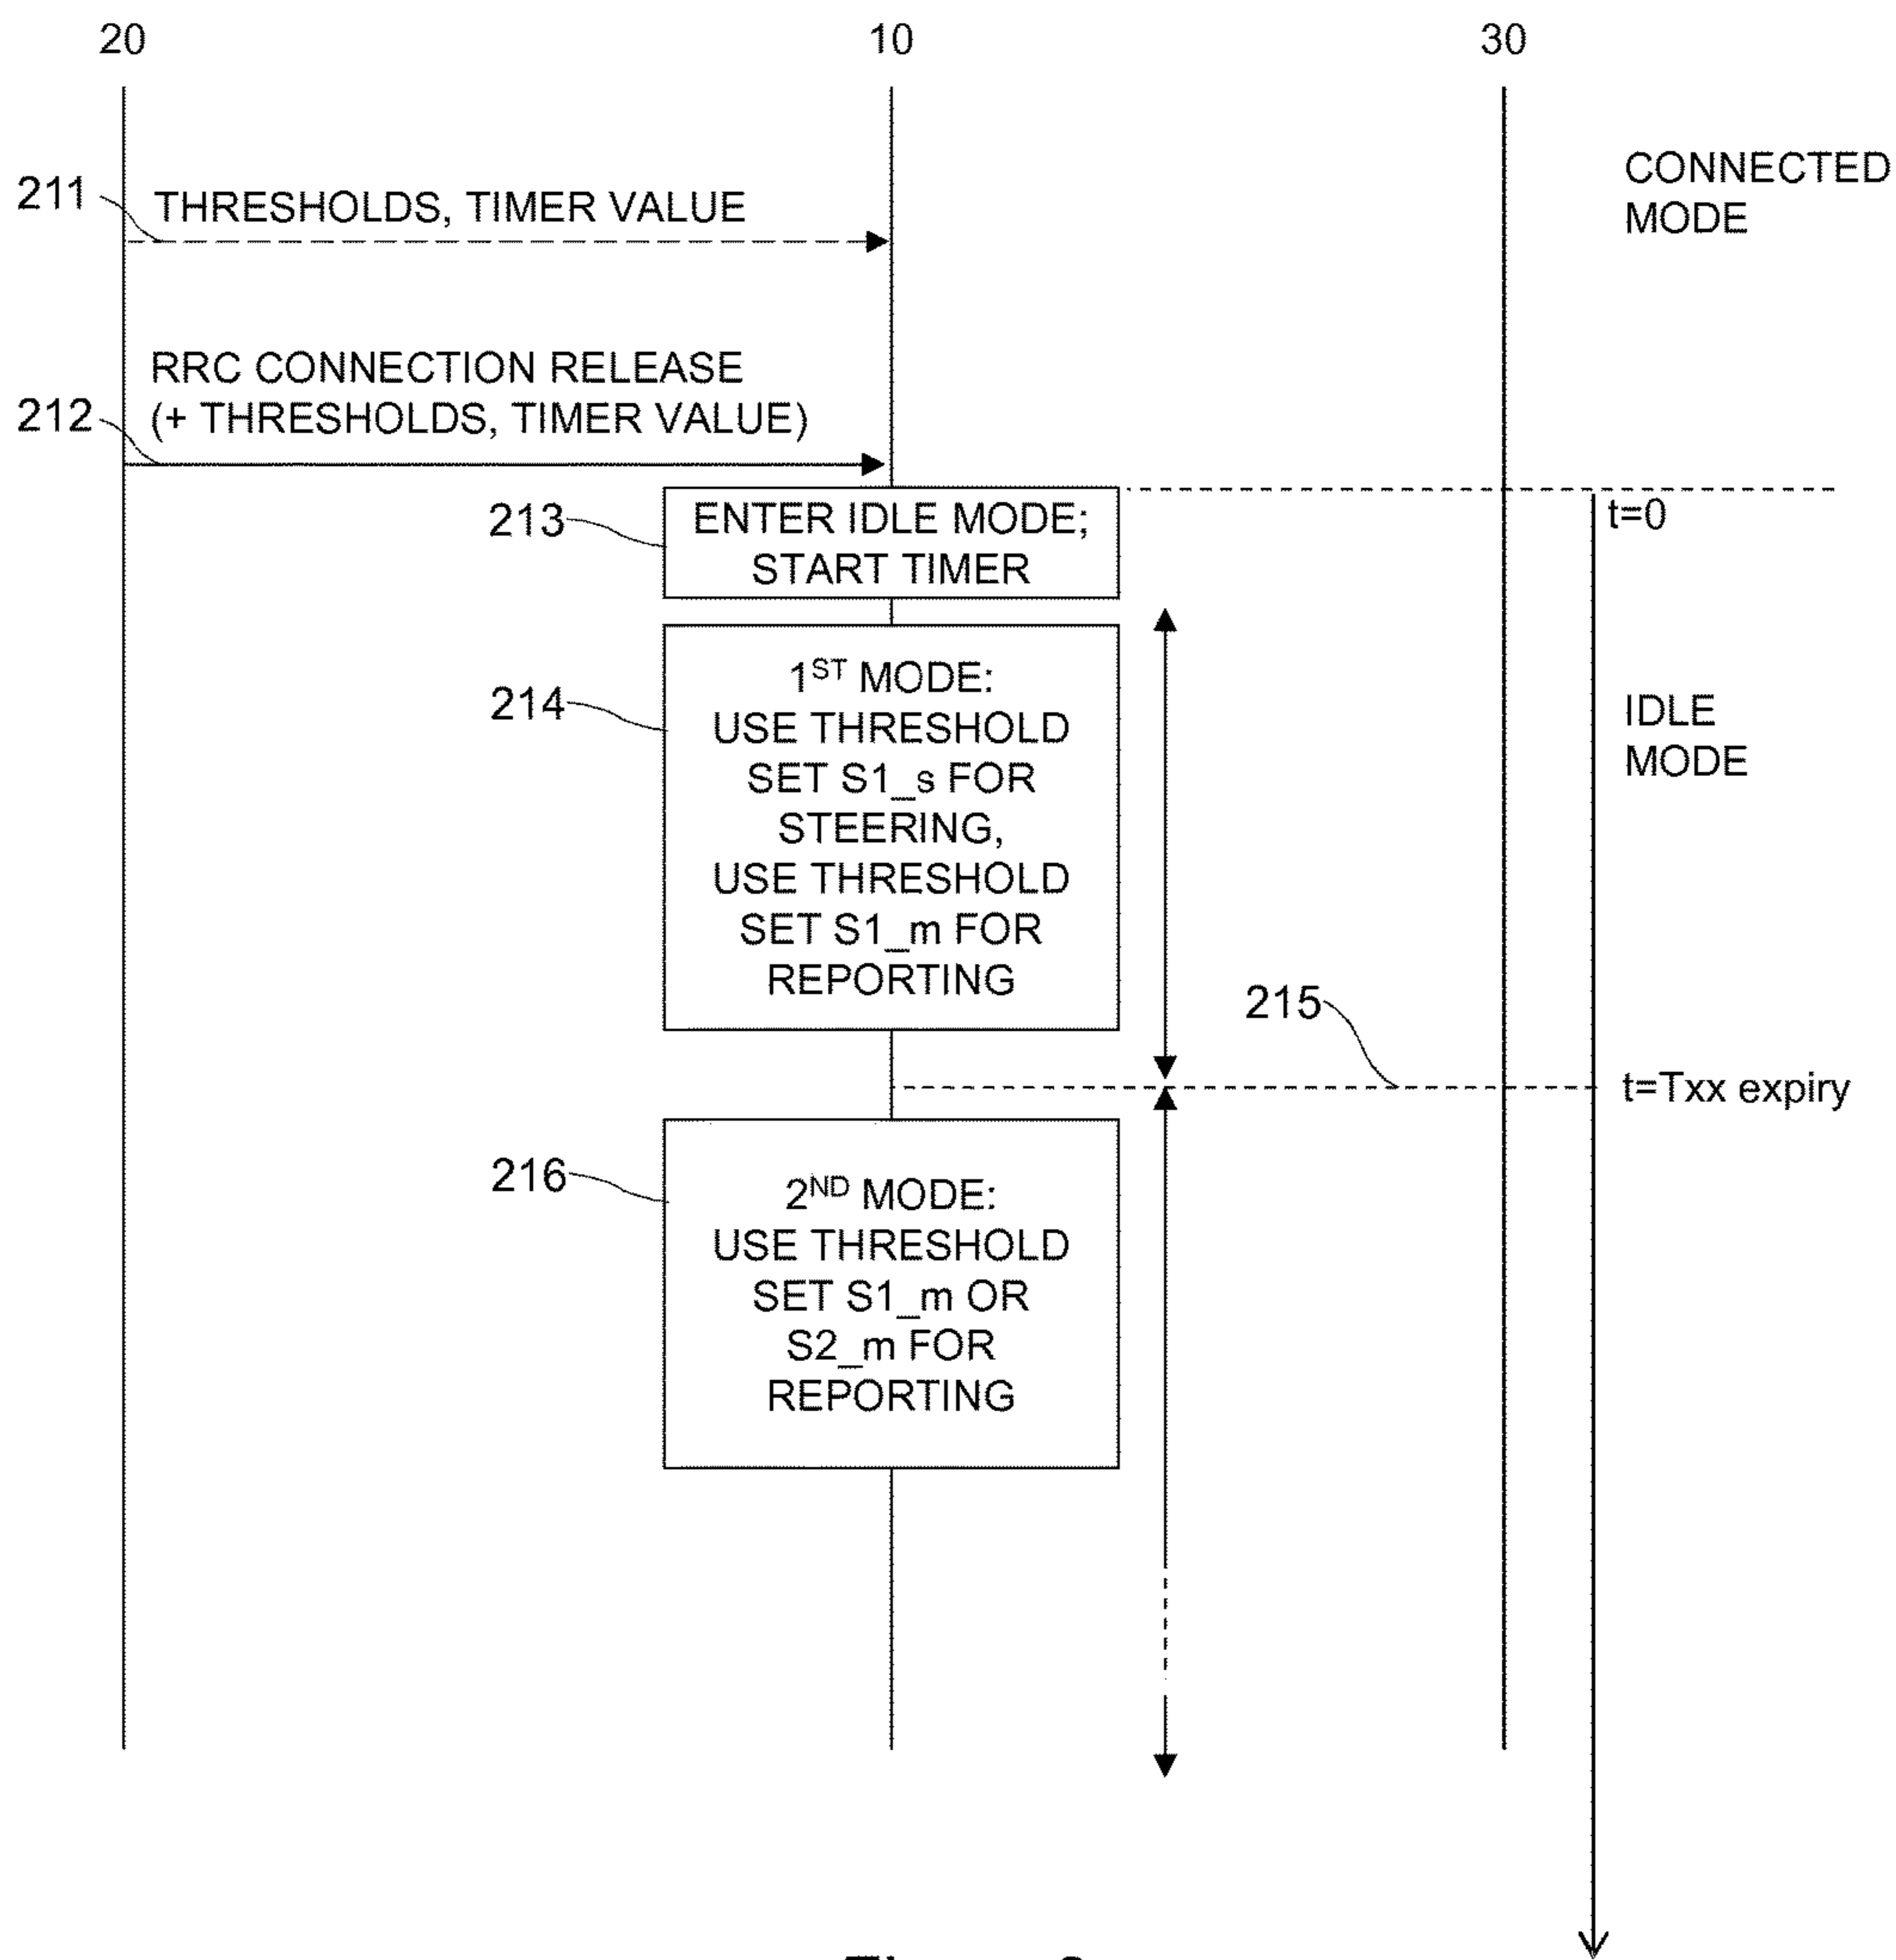 20
10
30
CONNECTED
MODE
211
THRESHOLDS, TIMER VALUE
RRC CONNECTION RELEASE
212
(+ THRESHOLDS, TIMER VALUE)
213
ENTER IDLE MODE;
START TIMER
t=0
214
1ST MODE:
USE THRESHOLD
SET S1_s FOR
STEERING,
USE THRESHOLD
SET S1_m FOR
REPORTING
IDLE
MODE
215
t=Txx expiry
216
2ND MODE:
USE THRESHOLD
SET S1_m OR
S2_m FOR
REPORTING